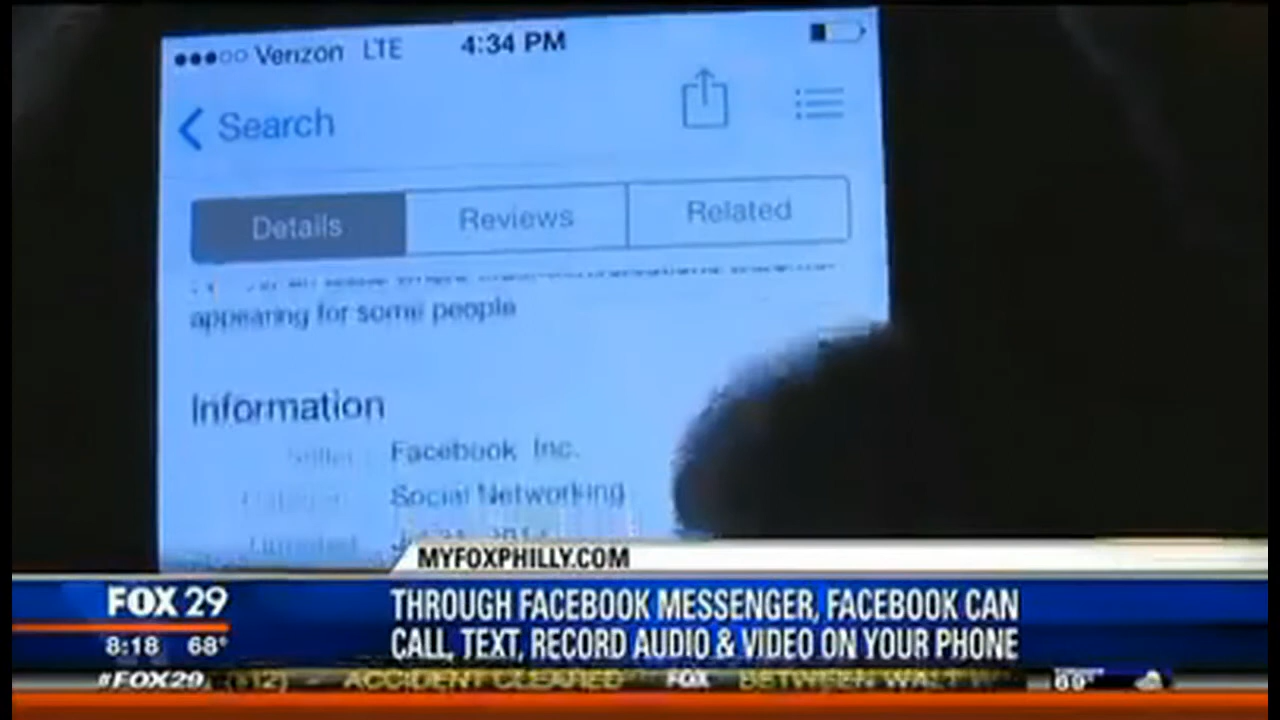 Verizon LTE 4:34 PM
Search
Details Reviews Related
appearing for some people
Information
Facebook Inc.
Social Networking
MYFOXPHILLY.COM
FOX 29
8:18 68°
THROUGH FACEBOOK MESSENGER, FACEBOOK CAN
CALL, TEXT, RECORD AUDIO & VIDEO ON YOUR PHONE
#FOX29 ACCIDENT CLEARED FOX BETWEEN